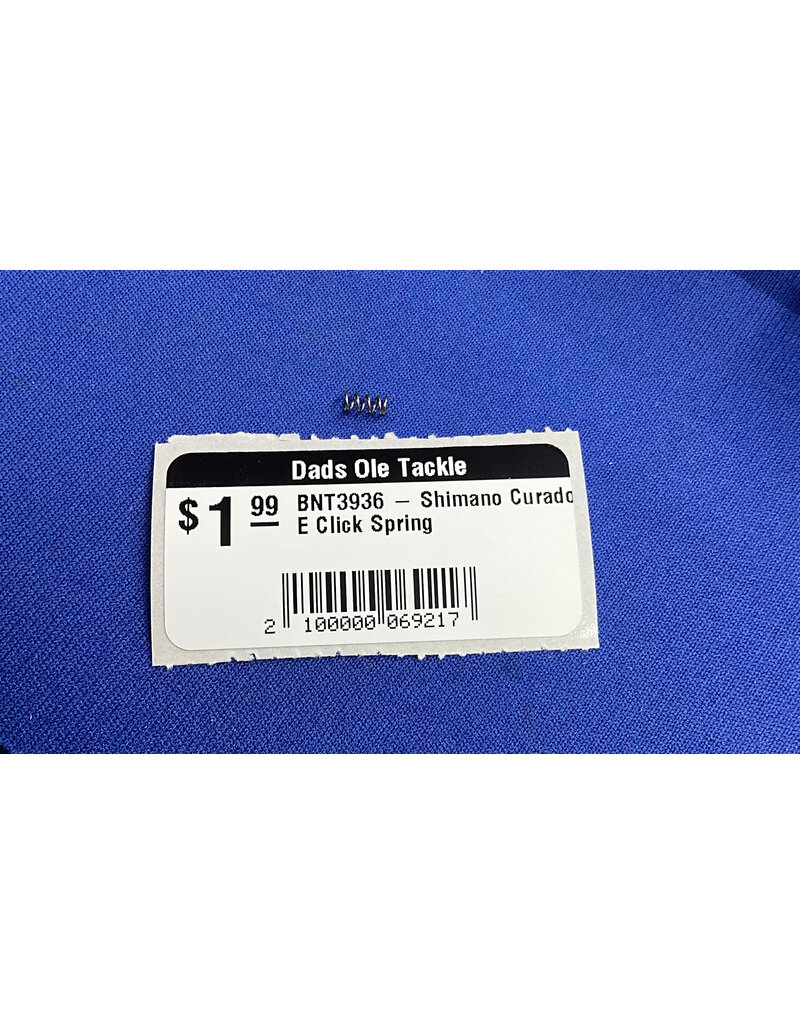 Dads Ole Tackle
$1 99
BNT3936 – Shimano Curado
E Click Spring
2 100000 069217